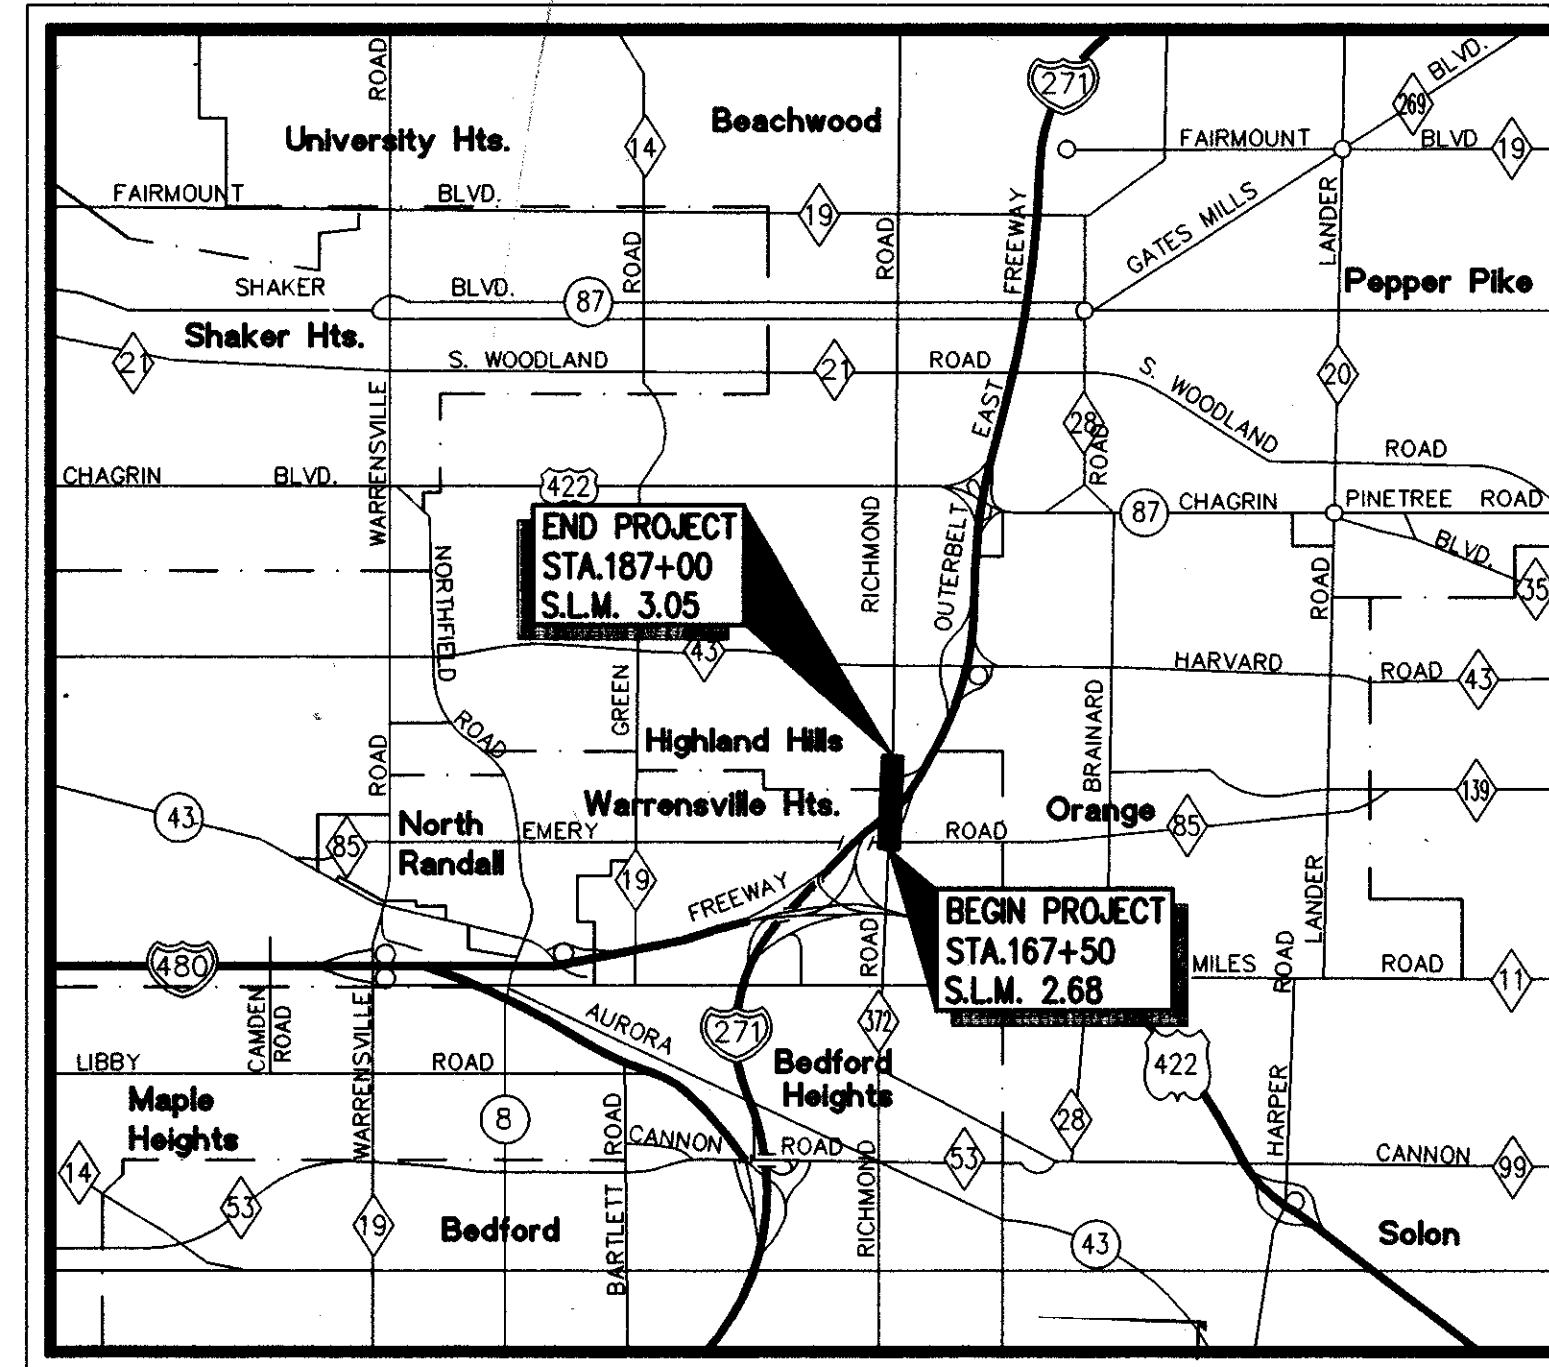 ROAD
271
BLVD.
269
University Hts.
14
Beachwood
FAIRMOUNT
BLVD
19
FAIRMOUNT
BLVD.
19
ROAD
ROAD
FREEWAY
GATES MILLS
LANDER
SHAKER
BLVD.
87
Pepper Pike
Shaker Hts.
21
S. WOODLAND
21
ROAD
S. WOODLAND
20
WARRENSVILLE
EAST
28
ROAD
ROAD
CHAGRIN
BLVD.
422
RICHMOND
OUTERBELT
87
CHAGRIN
PINETREE
ROAD
BLVD.
35
END PROJECT
STA.187+00
S.L.M. 3.05
NORTHFIELD
ROAD
43
HARVARD
ROAD
43
GREEN
ROAD
Highland Hills
BRAINARD
ROAD
43
Warrensville Hts.
Orange
139
North
Randall
85
EMERY
ROAD
85
19
FREEWAY
LANDER
BEGIN PROJECT
STA.167+50
S.L.M. 2.68
ROAD
480
MILES
ROAD
ROAD
11
CAMDEN
ROAD
WARRENSVILLE
AURORA
271
372
LIBBY
ROAD
Bedford
Heights
422
HARPER
Maple
Heights
8
ROAD
CANNON
ROAD
28
14
53
19
Bedford
BARTLETT
RICHMOND
53
CANNON
99
43
Solon